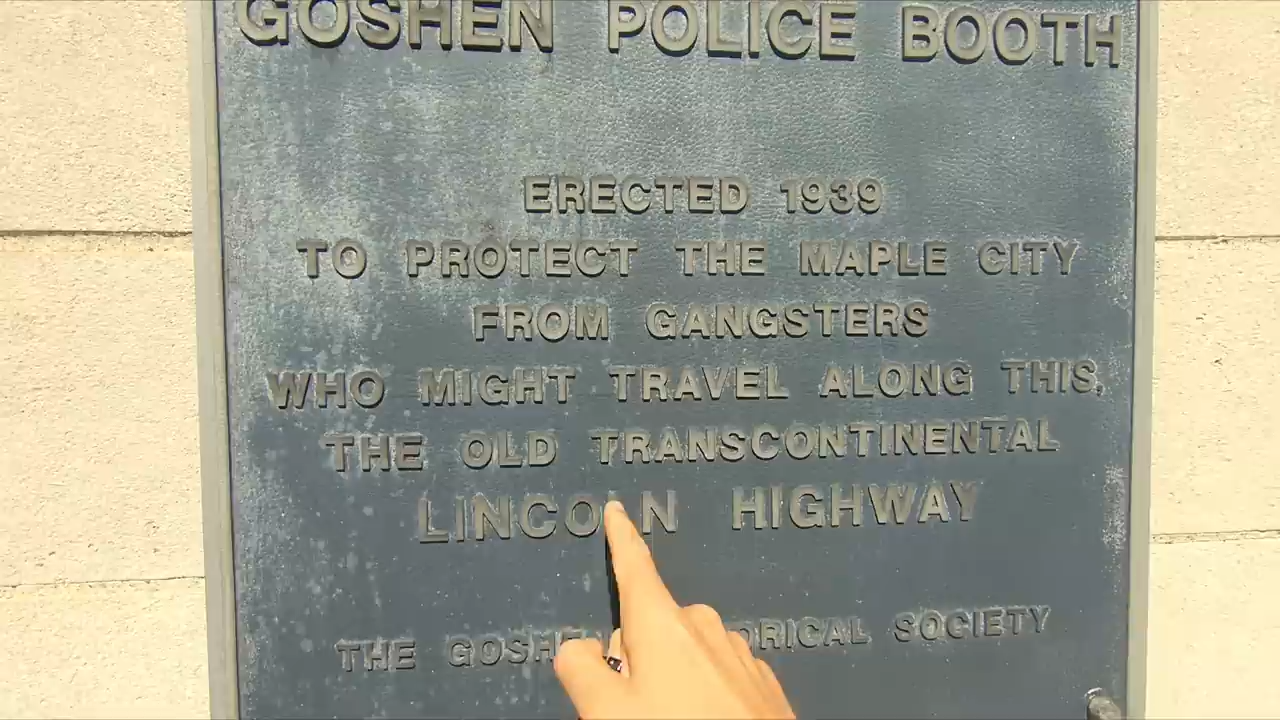 GOSHEN POLICE BOOTH
ERECTED 1939
TO PROTECT THE MAPLE CITY
FROM GANGSTERS
WHO MIGHT TRAVEL ALONG THIS,
THE OLD TRANSCONTINENTAL
LINCOLN HIGHWAY
THE GOSHEN HISTORICAL SOCIETY